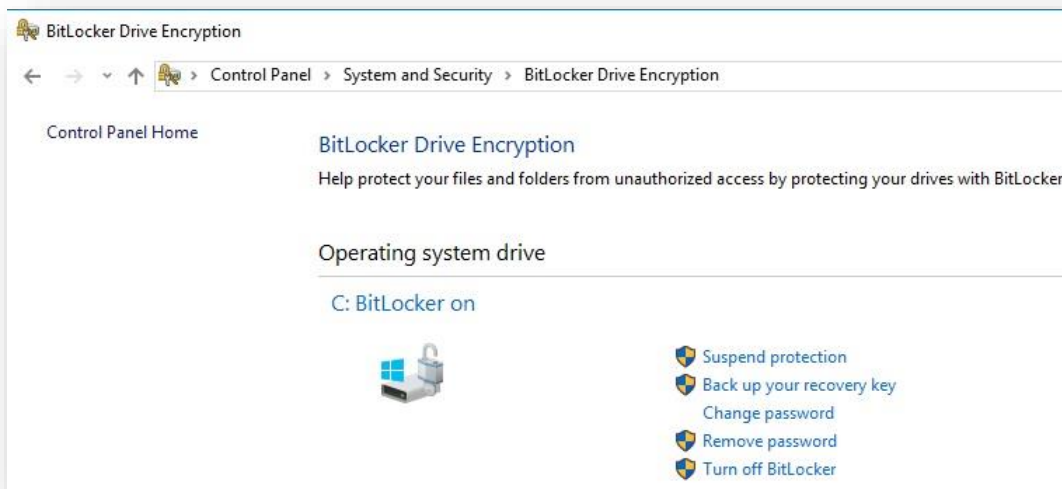 BitLocker Drive Encryption
Control Panel > System and Security > BitLocker Drive Encryption
Control Panel Home
BitLocker Drive Encryption
Help protect your files and folders from unauthorized access by protecting your drives with BitLocker
Operating system drive
C: BitLocker on
Suspend protection
Back up your recovery key
Change password
Remove password
Turn off BitLocker